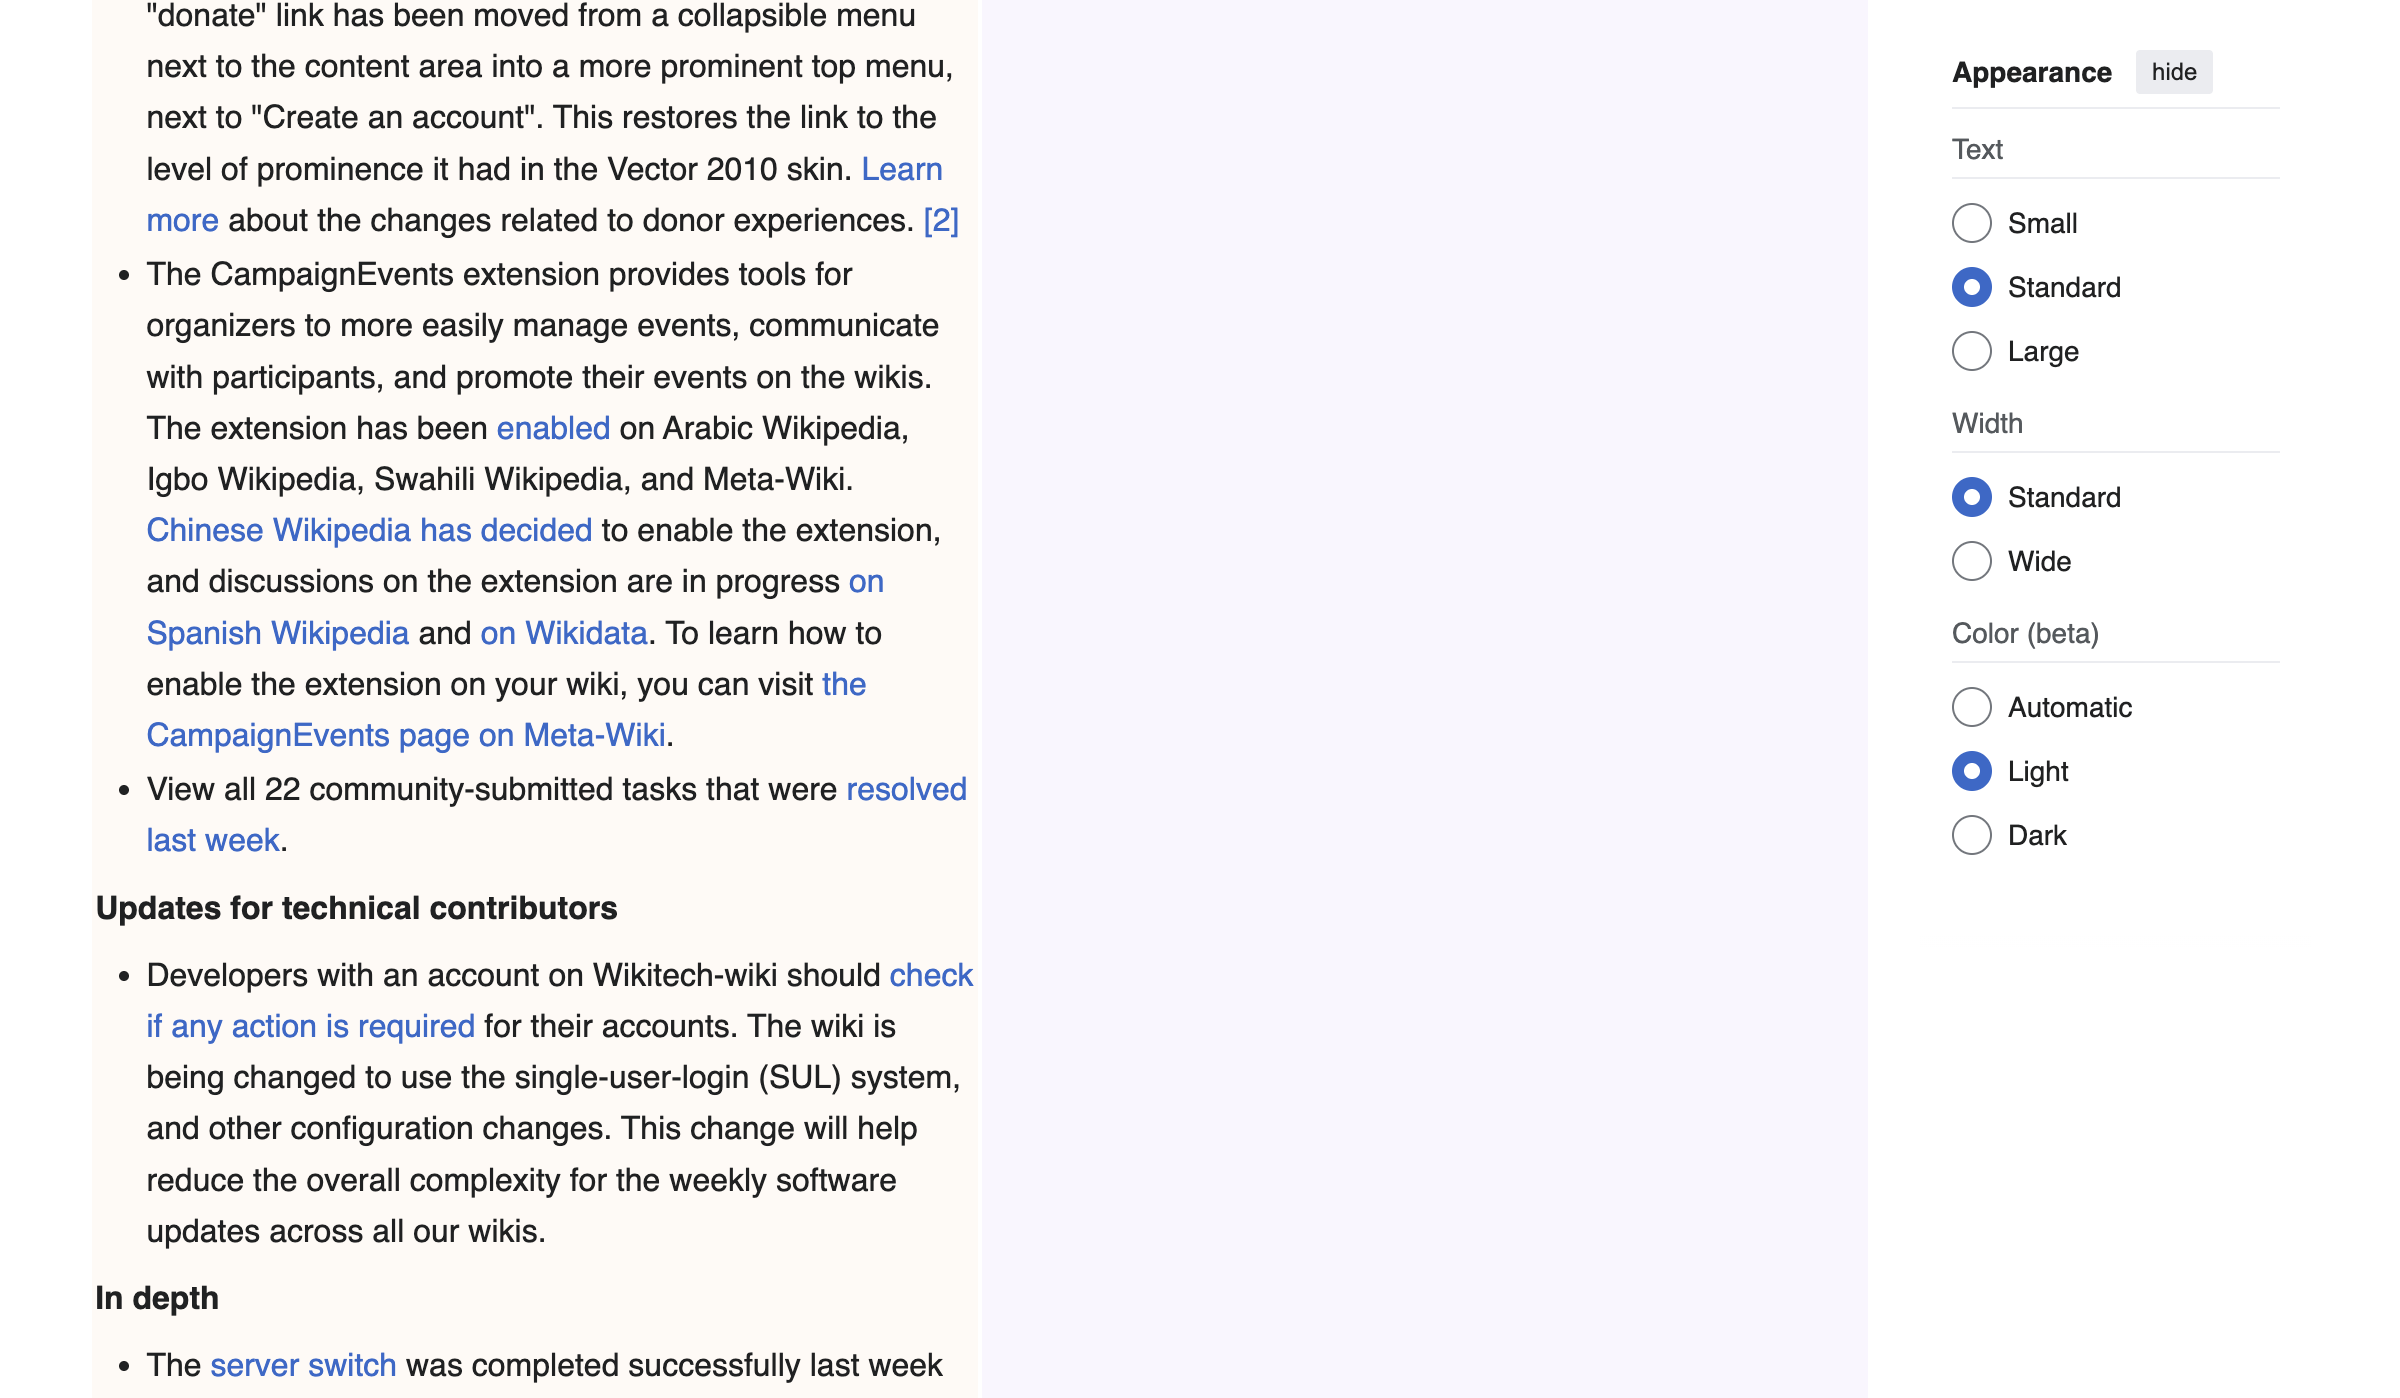 "donate" link has been moved from a collapsible menu
next to the content area into a more prominent top menu,
next to "Create an account". This restores the link to the
level of prominence it had in the Vector 2010 skin. Learn
more about the changes related to donor experiences. [2]
• The CampaignEvents extension provides tools for
organizers to more easily manage events, communicate
with participants, and promote their events on the wikis.
The extension has been enabled on Arabic Wikipedia,
Igbo Wikipedia, Swahili Wikipedia, and Meta-Wiki.
Chinese Wikipedia has decided to enable the extension,
and discussions on the extension are in progress on
Spanish Wikipedia and on Wikidata. To learn how to
enable the extension on your wiki, you can visit the
CampaignEvents page on Meta-Wiki.
• View all 22 community-submitted tasks that were resolved
last week.
Updates for technical contributors
• Developers with an account on Wikitech-wiki should check
if any action is required for their accounts. The wiki is
being changed to use the single-user-login (SUL) system,
and other configuration changes. This change will help
reduce the overall complexity for the weekly software
updates across all our wikis.
In depth
• The server switch was completed successfully last week
Appearance hide
Text
Small
Standard
Large
Width
Standard
Wide
Color (beta)
Automatic
Light
Dark